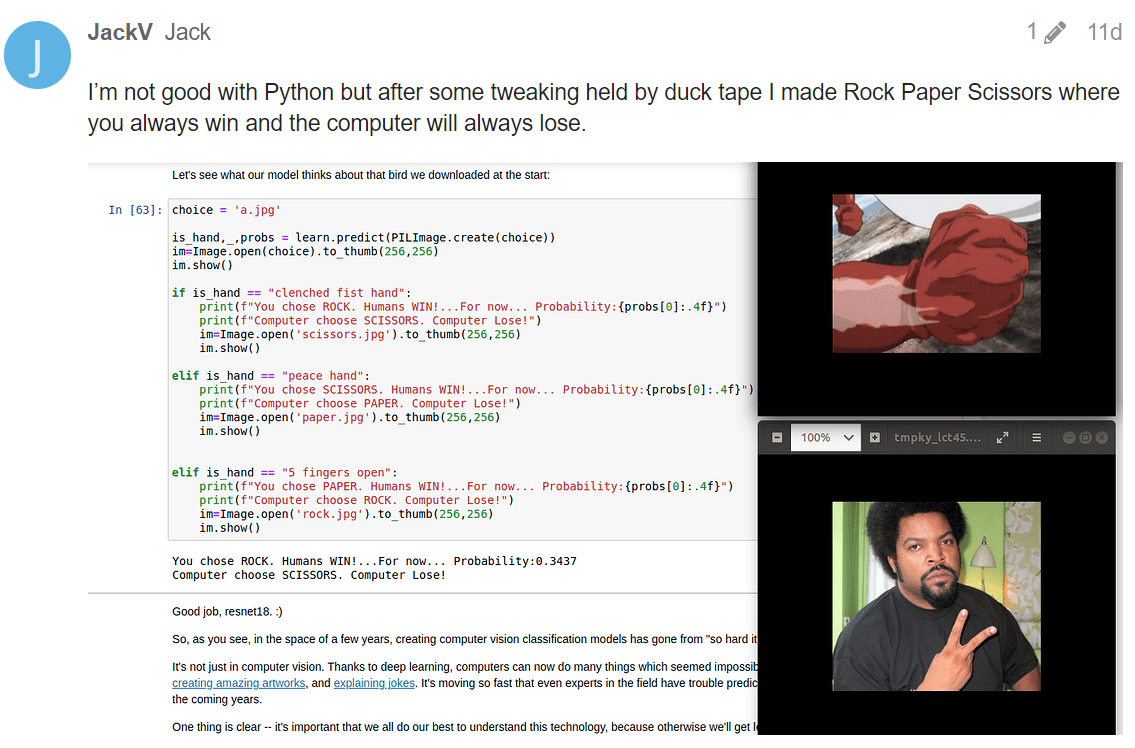 J
JackV Jack
1
11d
I’m not good with Python but after some tweaking held by duck tape I made Rock Paper Scissors where
you always win and the computer will always lose.
Let's see what our model thinks about that bird we downloaded at the start:
In [63]:
choice = 'a.jpg'
is_hand,_,probs = learn.predict(PILImage.create(choice))
im=Image.open(choice).to_thumb(256,256)
im.show()
if is_hand == "clenched fist hand":
    print(f"You chose ROCK. Humans WIN!...For now... Probability:{probs[0]:.4f}")
    print(f"Computer choose SCISSORS. Computer Lose!")
    im=Image.open('scissors.jpg').to_thumb(256,256)
    im.show()
elif is_hand == "peace hand":
    print(f"You chose SCISSORS. Humans WIN!...For now... Probability:{probs[0]:.4f}")
    print(f"Computer choose PAPER. Computer Lose!")
    im=Image.open('paper.jpg').to_thumb(256,256)
    im.show()
elif is_hand == "5 fingers open":
    print(f"You chose PAPER. Humans WIN!...For now... Probability:{probs[0]:.4f}")
    print(f"Computer choose ROCK. Computer Lose!")
    im=Image.open('rock.jpg').to_thumb(256,256)
    im.show()
You chose ROCK. Humans WIN!...For now... Probability:0.3437
Computer choose SCISSORS. Computer Lose!
100%
tmpky_lct45....
Good job, resnet18. :)
So, as you see, in the space of a few years, creating computer vision classification models has gone from "so hard it
It's not just in computer vision. Thanks to deep learning, computers can now do many things which seemed
creating amazing artworks, and explaining jokes. It's moving so fast that even experts in the field have trouble
the coming years.
One thing is clear -- it's important that we all do our best to understand this technology, because otherwise we'll get